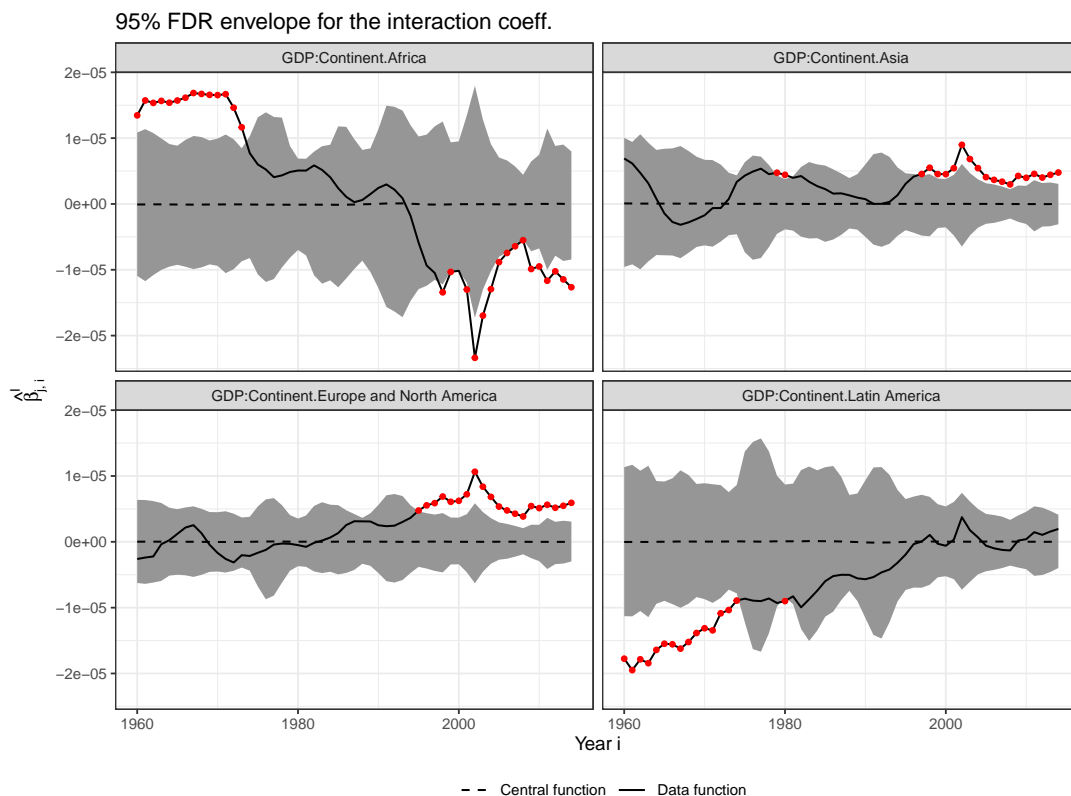 95% FDR envelope for the interaction coeff.
GDP:Continent.Africa
GDP:Continent.Asia
2e−05
1e−05
0e+00
−1e−05
−2e−05
GDP:Continent.Europe and North America
GDP:Continent.Latin America
2e−05
1e−05
0e+00
−1e−05
−2e−05
β̂ᴵⱼ, ᵢ
1960 1980 2000 1960 1980 2000
Year i
Central function Data function